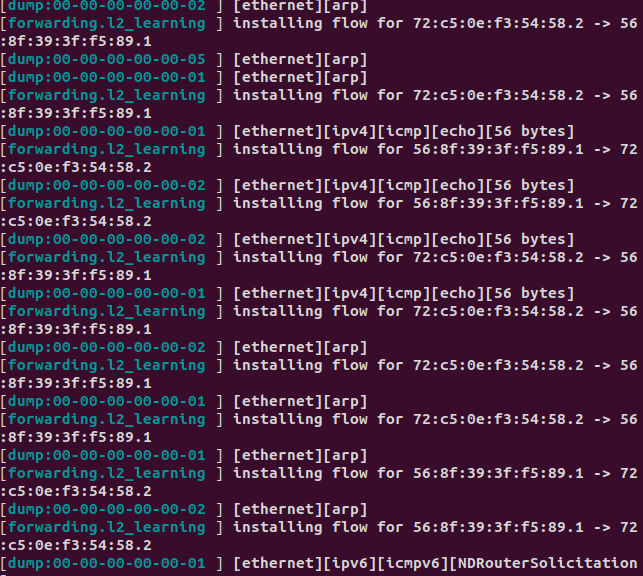 [dump:00-00-00-00-00-02 ] [ethernet][arp]
[forwarding.l2_learning ] installing flow for 72:c5:0e:f3:54:58.2 -> 56
:8f:39:3f:f5:89.1
[dump:00-00-00-00-00-05 ] [ethernet][arp]
[dump:00-00-00-00-00-01 ] [ethernet][arp]
[forwarding.l2_learning ] installing flow for 72:c5:0e:f3:54:58.2 -> 56
:8f:39:3f:f5:89.1
[dump:00-00-00-00-00-01 ] [ethernet][ipv4][icmp][echo][56 bytes]
[forwarding.l2_learning ] installing flow for 56:8f:39:3f:f5:89.1 -> 72
:c5:0e:f3:54:58.2
[dump:00-00-00-00-00-02 ] [ethernet][ipv4][icmp][echo][56 bytes]
[forwarding.l2_learning ] installing flow for 56:8f:39:3f:f5:89.1 -> 72
:c5:0e:f3:54:58.2
[dump:00-00-00-00-00-02 ] [ethernet][ipv4][icmp][echo][56 bytes]
[forwarding.l2_learning ] installing flow for 72:c5:0e:f3:54:58.2 -> 56
:8f:39:3f:f5:89.1
[dump:00-00-00-00-00-01 ] [ethernet][ipv4][icmp][echo][56 bytes]
[forwarding.l2_learning ] installing flow for 72:c5:0e:f3:54:58.2 -> 56
:8f:39:3f:f5:89.1
[dump:00-00-00-00-00-02 ] [ethernet][arp]
[forwarding.l2_learning ] installing flow for 72:c5:0e:f3:54:58.2 -> 56
:8f:39:3f:f5:89.1
[dump:00-00-00-00-00-01 ] [ethernet][arp]
[forwarding.l2_learning ] installing flow for 72:c5:0e:f3:54:58.2 -> 56
:8f:39:3f:f5:89.1
[dump:00-00-00-00-00-01 ] [ethernet][arp]
[forwarding.l2_learning ] installing flow for 56:8f:39:3f:f5:89.1 -> 72
:c5:0e:f3:54:58.2
[dump:00-00-00-00-00-02 ] [ethernet][arp]
[forwarding.l2_learning ] installing flow for 56:8f:39:3f:f5:89.1 -> 72
:c5:0e:f3:54:58.2
[dump:00-00-00-00-00-01 ] [ethernet][ipv6][icmpv6][NDRouterSolicitation